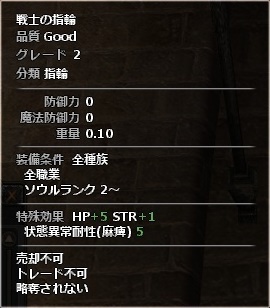 戦士の指輪
品質 Good
グレード 2
分類 指輪
防御力 0
魔法防御力 0
重量 0.10
装備条件 全種族
全職業
ソウルランク 2～
特殊効果 HP+5 STR+1
状態異常耐性(麻痺) 5
売却不可
トレード不可
略奪されない